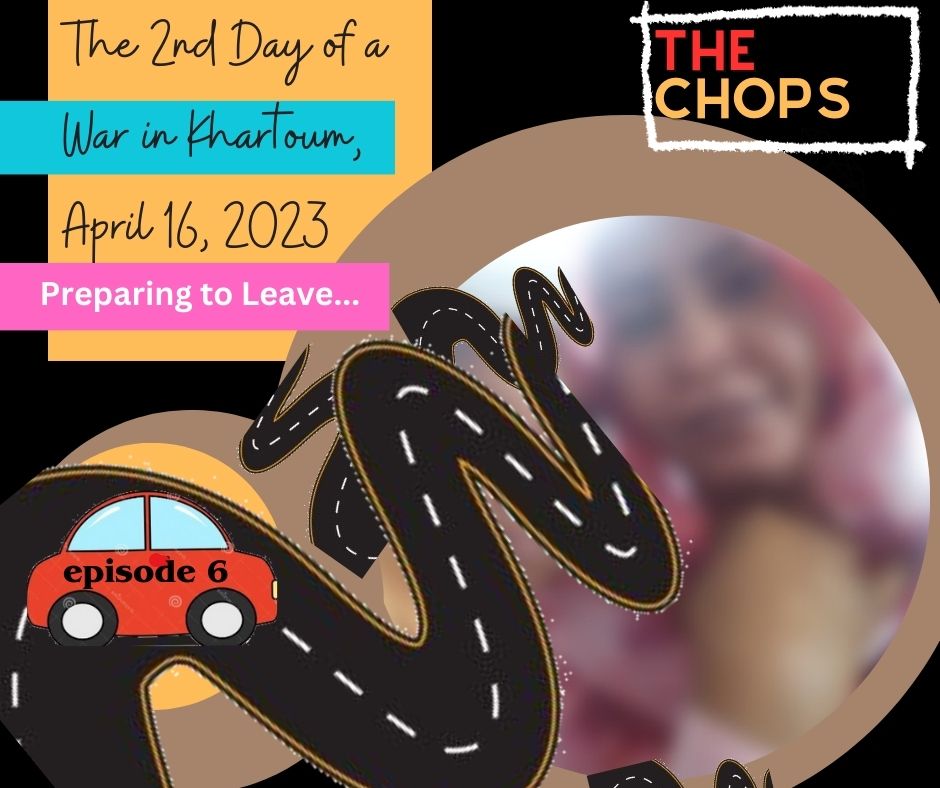 The 2nd Day of a
War in Khartoum,
April 16, 2023
Preparing to Leave...
THE
CHOPS
episode 6